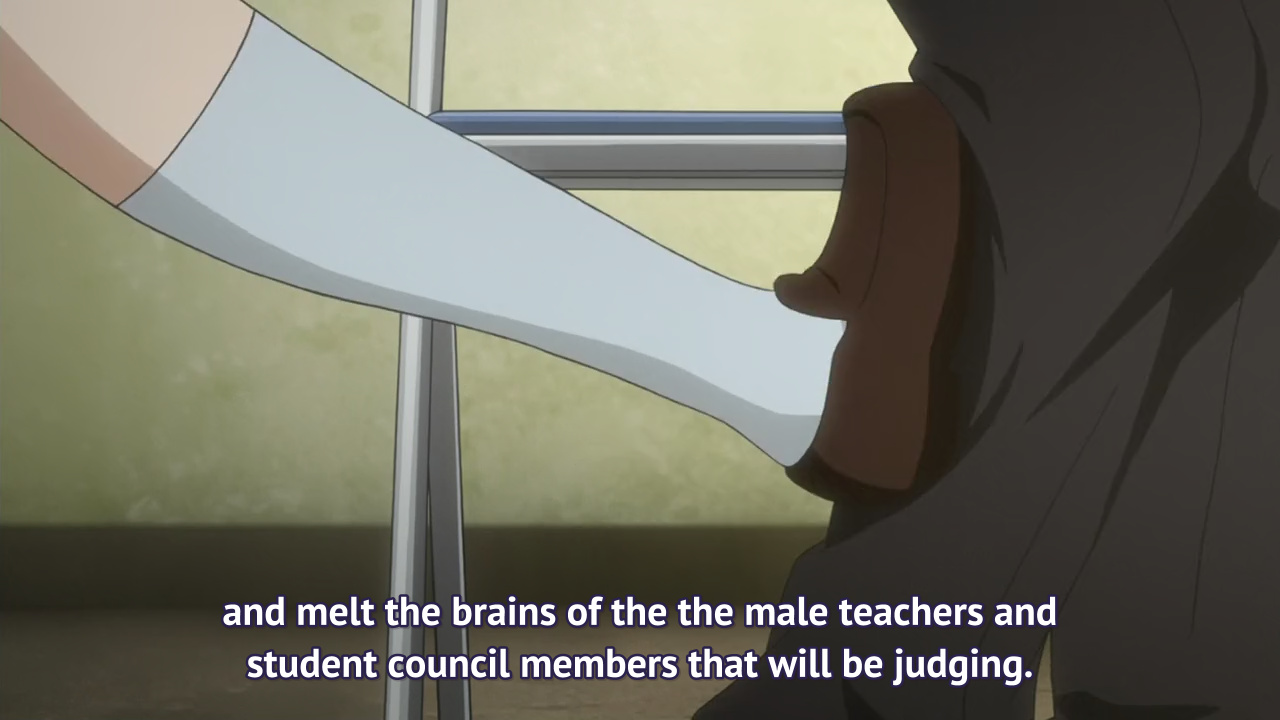 and melt the brains of the the male teachers and
student council members that will be judging.